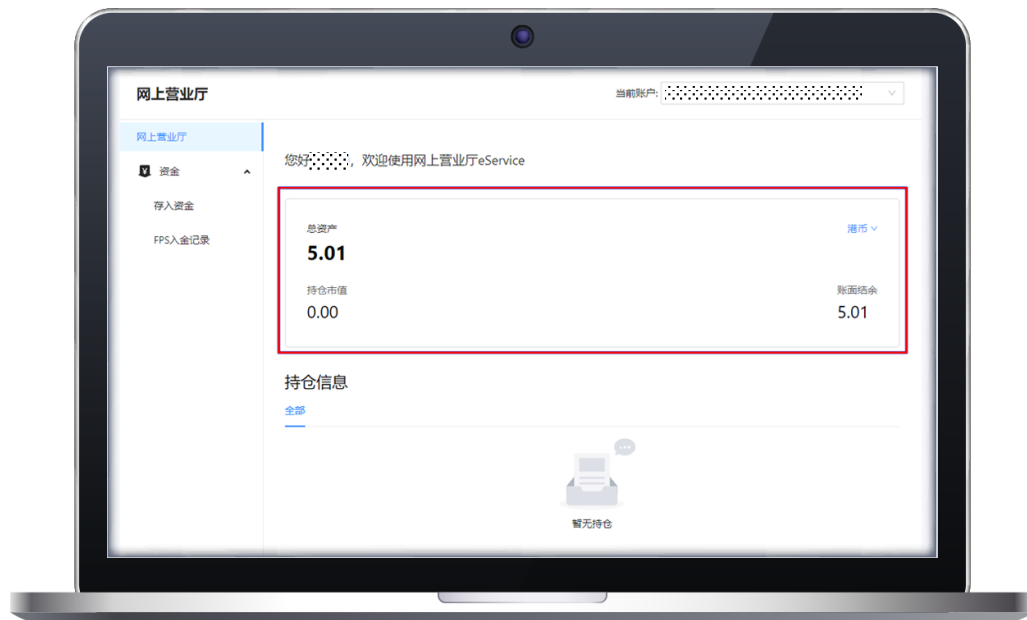 网上营业厅
当前账户:
网上营业厅
资金
存入资金
FPS入金记录
您好，欢迎使用网上营业厅eService
总资产
港币
5.01
持仓市值
账面结余
0.00
5.01
持仓信息
全部
暂无持仓